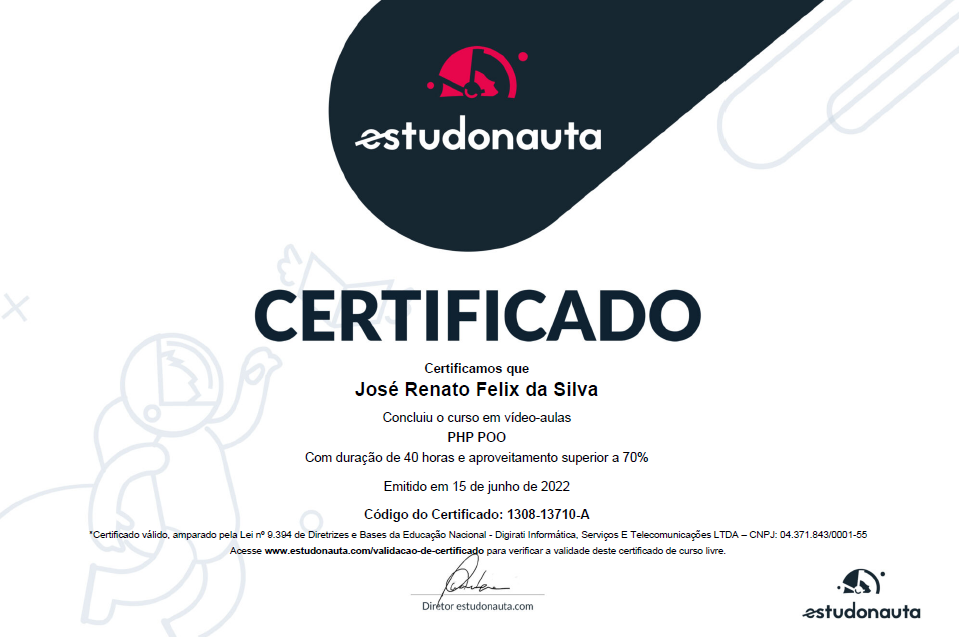 estudonauta
CERTIFICADO
Certificamos que
José Renato Felix da Silva
Concluiu o curso em vídeo-aulas
PHP POO
Com duração de 40 horas e aproveitamento superior a 70%
Emitido em 15 de junho de 2022
Código do Certificado: 1308-13710-A
*Certificado válido, amparado pela Lei nº 9.394 de Diretrizes e Bases da Educação Nacional - Digirati Informática, Serviços E Telecomunicações LTDA – CNPJ: 04.371.843/0001-55
Acesse www.estudonauta.com/validacao-de-certificado para verificar a validade deste certificado de curso livre.
Diretor estudonauta.com
estudonauta